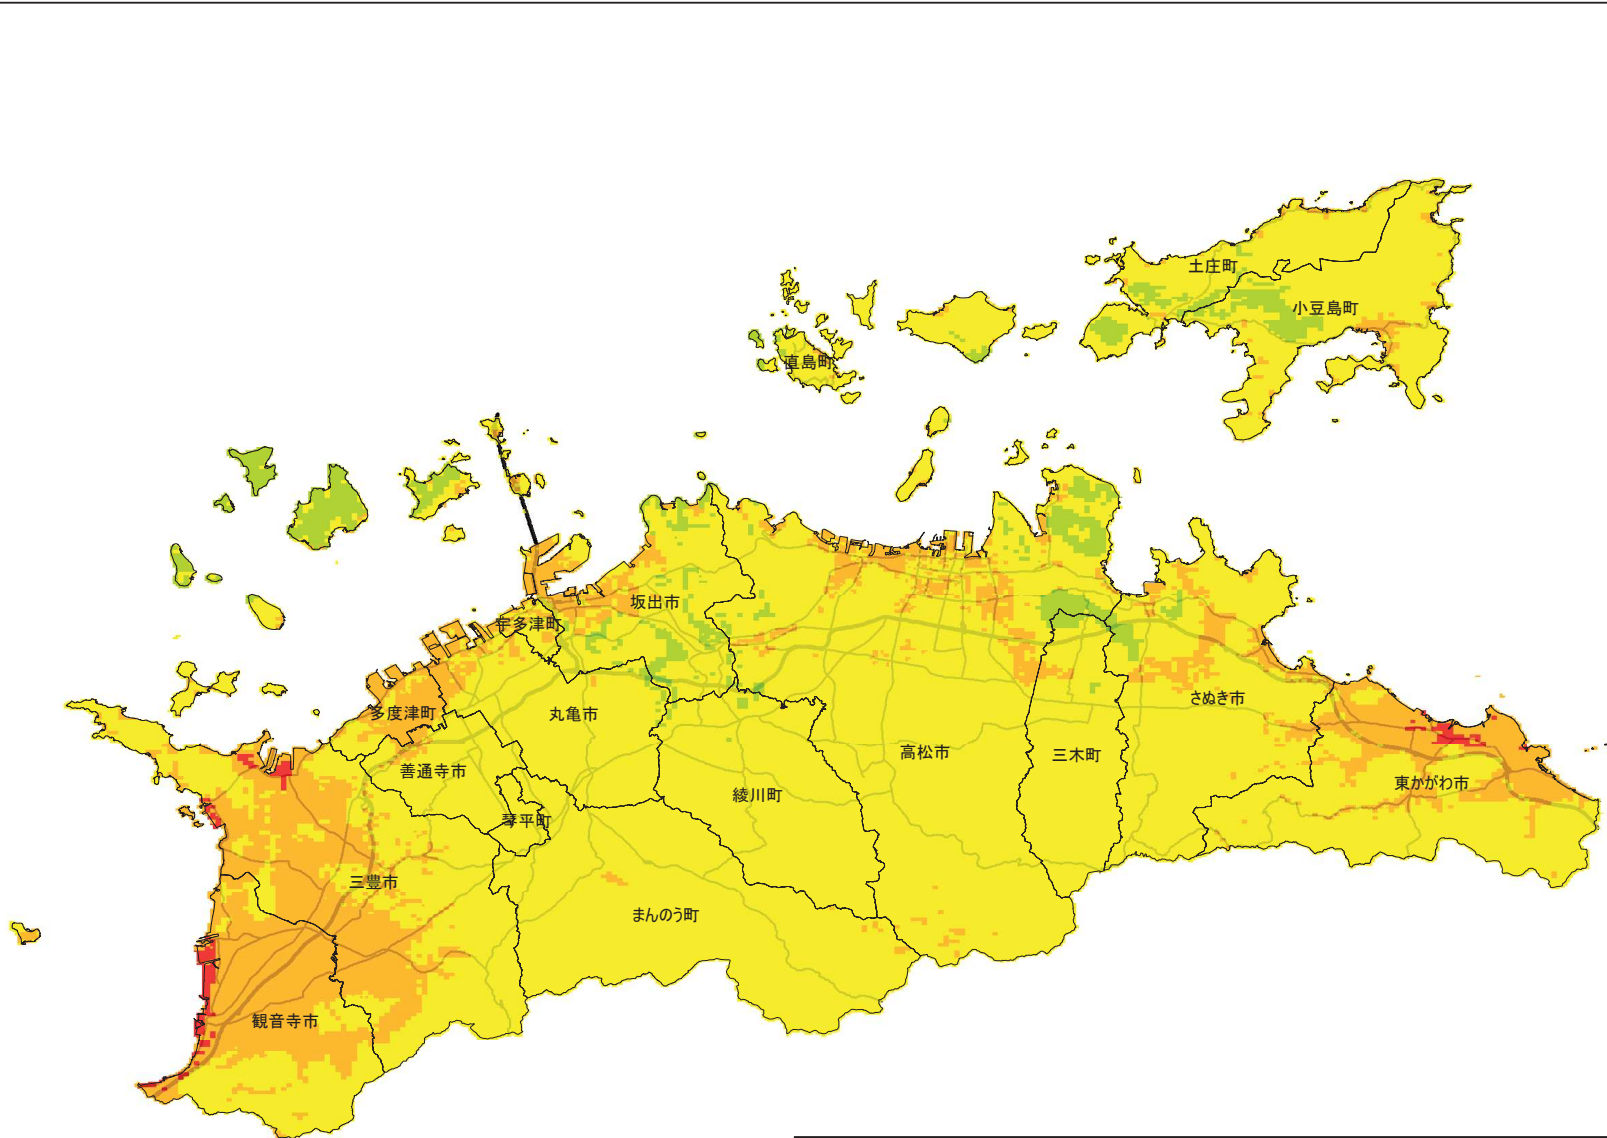 土庄町
小豆島町
直島町
坂出市
宇多津町
さぬき市
多度津町
丸亀市
高松市
三木町
善通寺市
東かがわ市
綾川町
琴平町
三豊市
まんのう町
観音寺市